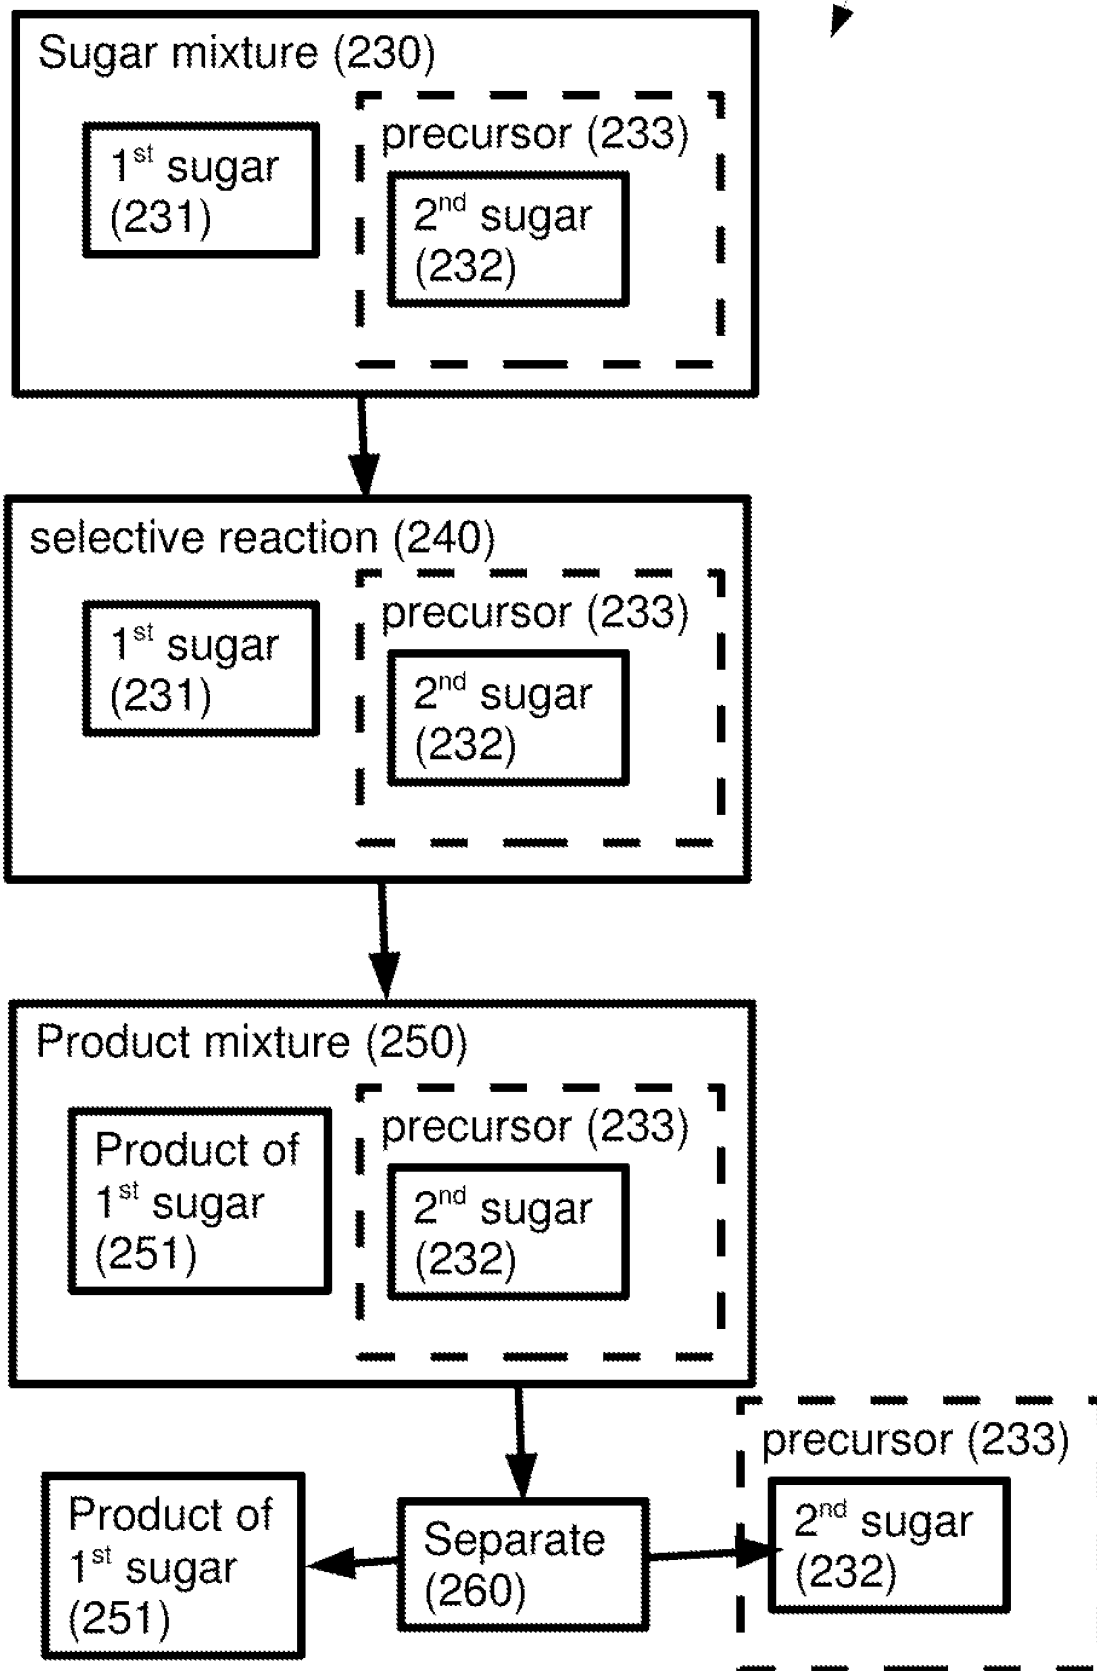 Sugar mixture (230)
1st sugar
(231)
precursor (233)
2nd sugar
(232)
selective reaction (240)
1st sugar
(231)
precursor (233)
2nd sugar
(232)
Product mixture (250)
Product of
1st sugar
(251)
precursor (233)
2nd sugar
(232)
Product of
1st sugar
(251)
Separate
(260)
precursor (233)
2nd sugar
(232)